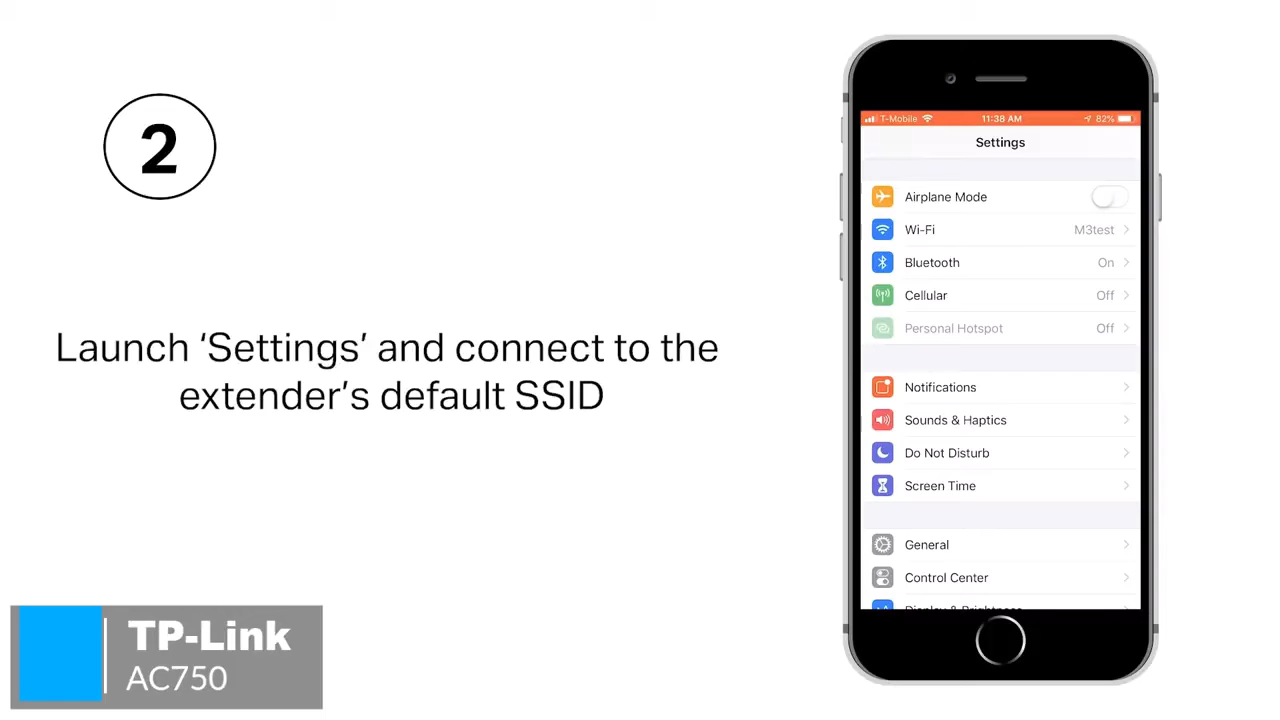 2
Launch ‘Settings’ and connect to the
extender’s default SSID
TP-Link
AC750
T-Mobile 11:38 AM 82%
Settings
Airplane Mode
Wi-Fi M3test
Bluetooth On
Cellular Off
Personal Hotspot Off
Notifications
Sounds & Haptics
Do Not Disturb
Screen Time
General
Control Center
Display & Brightness